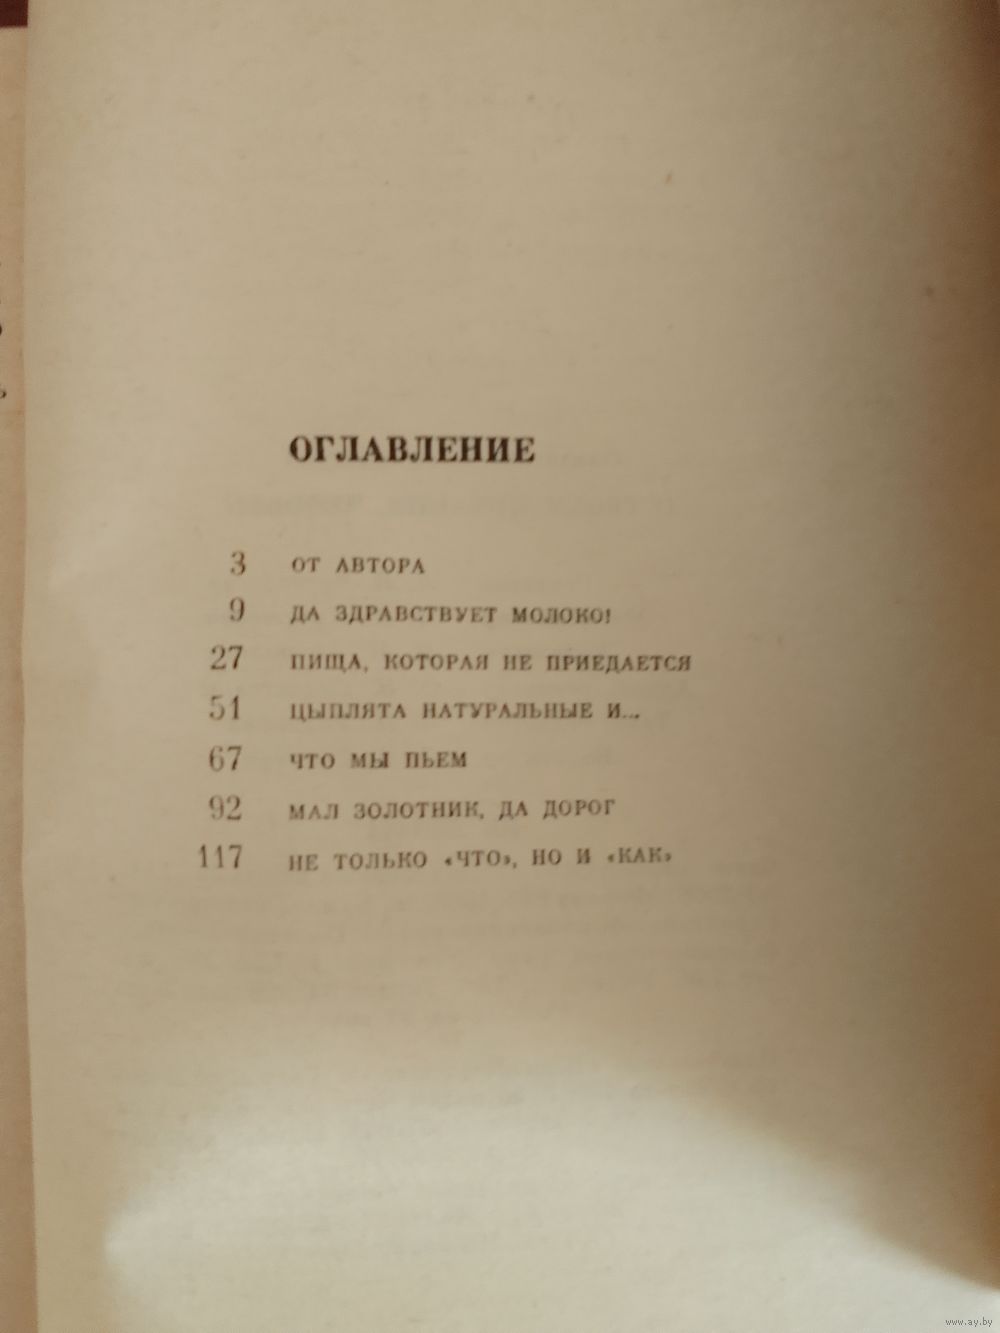 ОГЛАВЛЕНИЕ
3 ОТ АВТОРА
9 ДА ЗДРАВСТВУЕТ МОЛОКО!
27 ПИЩА, КОТОРАЯ НЕ ПРИЕДАЕТСЯ
51 ЦЫПЛЯТА НАТУРАЛЬНЫЕ И...
67 ЧТО МЫ ПЬЕМ
92 МАЛ ЗОЛОТНИК, ДА ДОРОГ
117 НЕ ТОЛЬКО «ЧТО», НО И «КАК»
www.ay.by